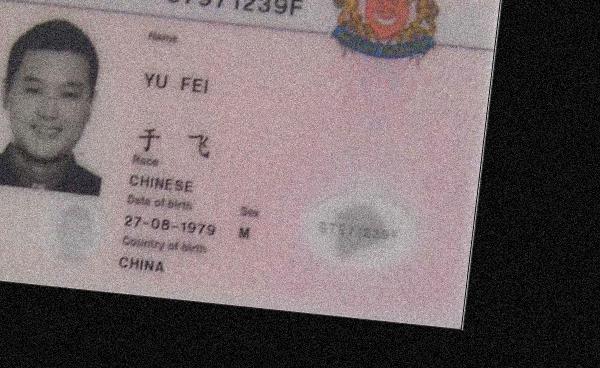 Name
YU FEI
于 飞
Race
CHINESE
Date of birth
Sex
27-08-1979
M
Country of birth
CHINA